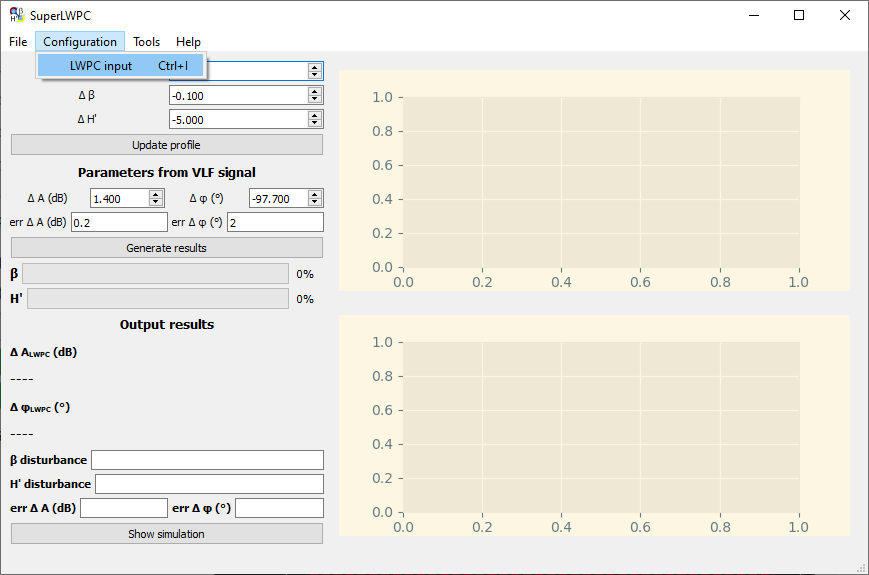 SuperLWPC
File Configuration Tools Help
LWPC input Ctrl+I
Δ β -0.100
Δ H' -5.000
Update profile
Parameters from VLF signal
Δ A (dB) 1.400 Δ φ (°) -97.700
err Δ A (dB) 0.2 err Δ φ (°) 2
Generate results
β 0%
H' 0%
Output results
Δ ALWPC (dB)
----
Δ φLWPC (°)
----
β disturbance
H' disturbance
err Δ A (dB) err Δ φ (°)
Show simulation
1.0
0.8
0.6
0.4
0.2
0.0
0.0 0.2 0.4 0.6 0.8 1.0
1.0
0.8
0.6
0.4
0.2
0.0
0.0 0.2 0.4 0.6 0.8 1.0